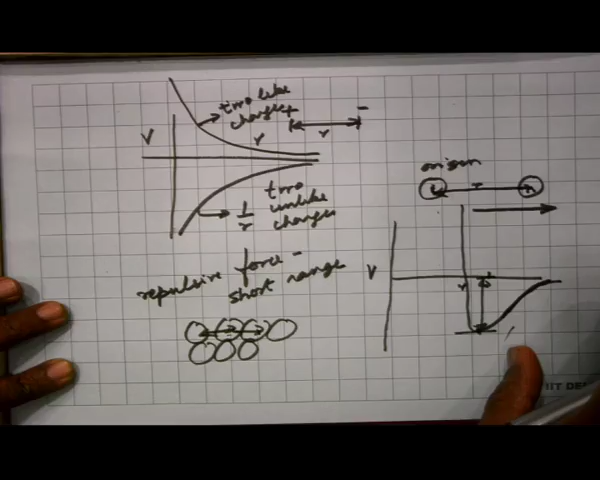 two like
charges
+ -
V
r
r
1/r
two
unlike
charges
repulsive force -
short range
origin
+
r
V
r